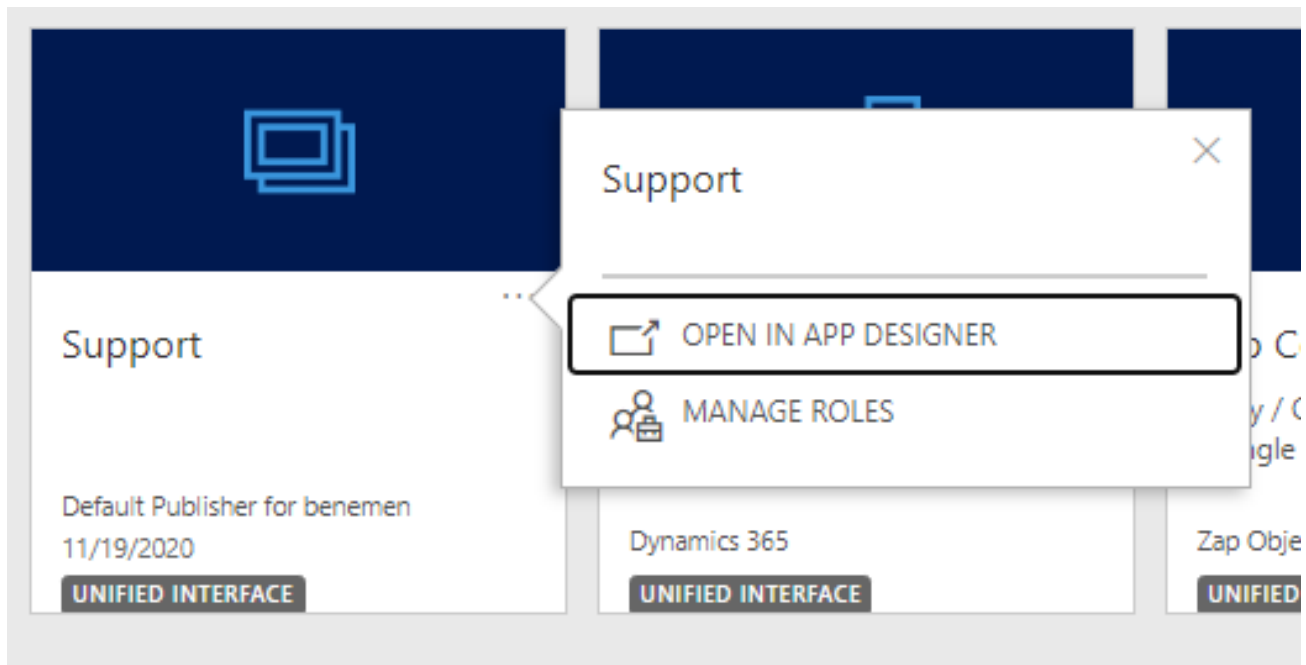 Support
Default Publisher for benemen
11/19/2020
UNIFIED INTERFACE
Support
OPEN IN APP DESIGNER
MANAGE ROLES
Dynamics 365
UNIFIED INTERFACE
Zap
UNIFIED